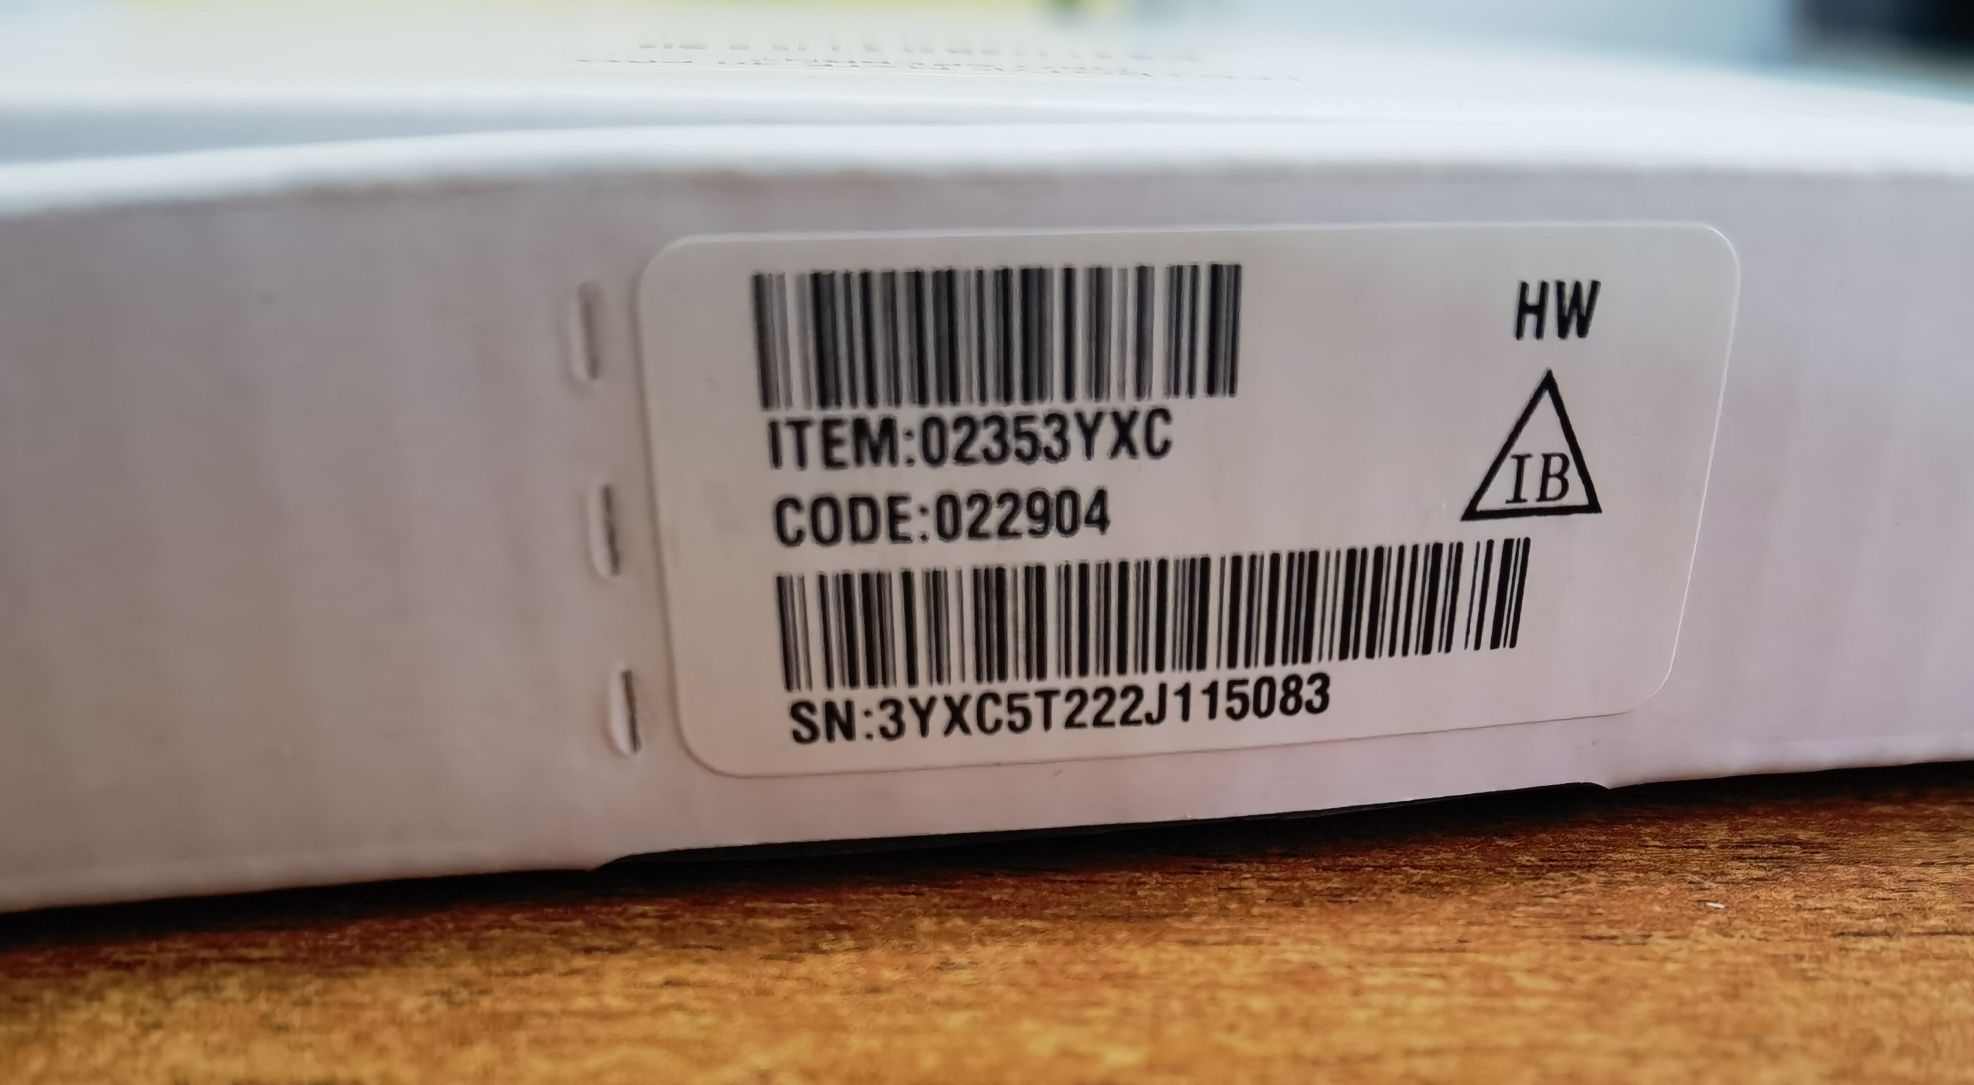 HW
ITEM:02353YXC
IB
CODE:022904
SN:3YXC5T222J115083